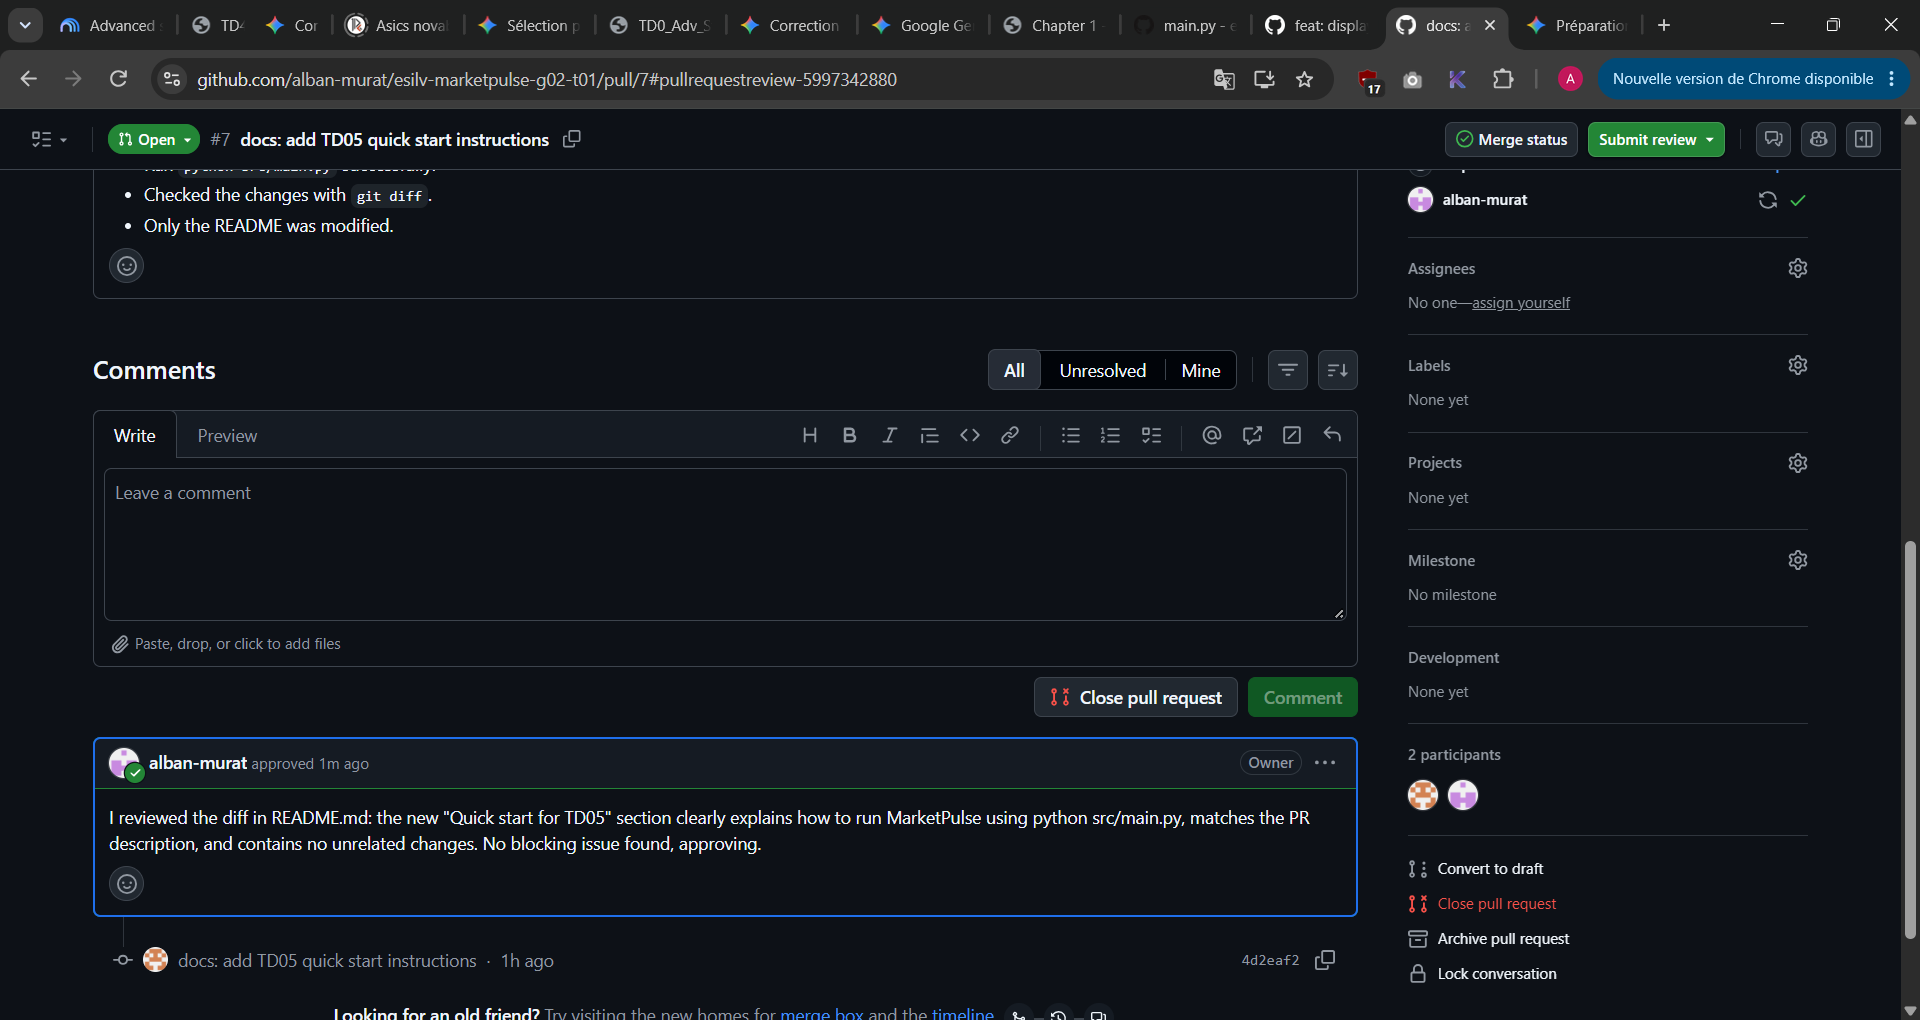 Advanced
TD
Cor
Asics nova
Sélection p
TD0_Adv_S
Correction
Google Ge
Chapter 1
main.py - e
feat: displa
docs: a
Préparatio
github.com/alban-murat/esilv-marketpulse-g02-t01/pull/7#pullrequestreview-5997342880
17
A
Nouvelle version de Chrome disponible
Open
#7 docs: add TD05 quick start instructions
Merge status
Submit review
Checked the changes with git diff .
Only the README was modified.
alban-murat
Assignees
No one—assign yourself
Labels
None yet
Projects
None yet
Milestone
No milestone
Development
None yet
2 participants
Convert to draft
Close pull request
Archive pull request
Lock conversation
Comments
All
Unresolved
Mine
Write
Preview
Leave a comment
Paste, drop, or click to add files
Close pull request
Comment
alban-murat approved 1m ago
Owner
I reviewed the diff in README.md: the new "Quick start for TD05" section clearly explains how to run MarketPulse using python src/main.py, matches the PR
description, and contains no unrelated changes. No blocking issue found, approving.
docs: add TD05 quick start instructions · 1h ago
4d2eaf2
Looking for an old friend? Try visiting the new homes for merge box and the timeline